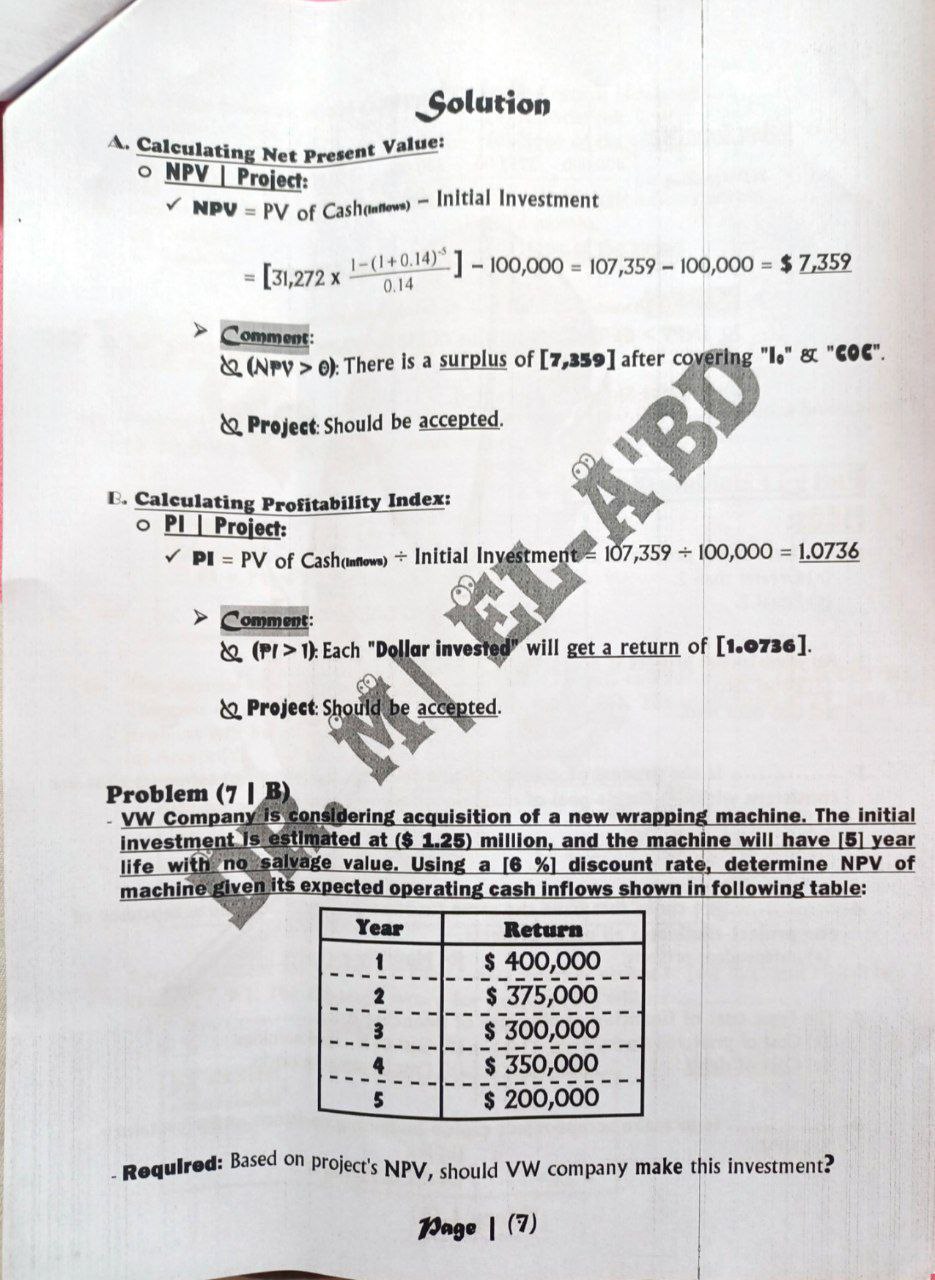 Solution
A. Calculating Net Present Value:
o NPV | Project:
✓ NPV = PV of Cash(Inflows) – Initial Investment
= [31,272 x 1–(1+0.14)⁻⁵ / 0.14] – 100,000 = 107,359 – 100,000 = $ 7,359
➤ Comment:
(NPV > 0): There is a surplus of [7,359] after covering "I₀" & "COC".
Project: Should be accepted.
B. Calculating Profitability Index:
o PI | Project:
✓ PI = PV of Cash(Inflows) ÷ Initial Investment = 107,359 ÷ 100,000 = 1.0736
➤ Comment:
(PI > 1): Each "Dollar invested" will get a return of [1.0736].
Project: Should be accepted.
DR. M| EL-A'BD
Problem (7 | B)
- VW Company is considering acquisition of a new wrapping machine. The initial
investment is estimated at ($ 1.25) million, and the machine will have [5] year
life with no salvage value. Using a [6 %] discount rate, determine NPV of
machine given its expected operating cash inflows shown in following table:
Year Return
1 $ 400,000
2 $ 375,000
3 $ 300,000
4 $ 350,000
5 $ 200,000
- Required: Based on project's NPV, should VW company make this investment?
Page | (7)